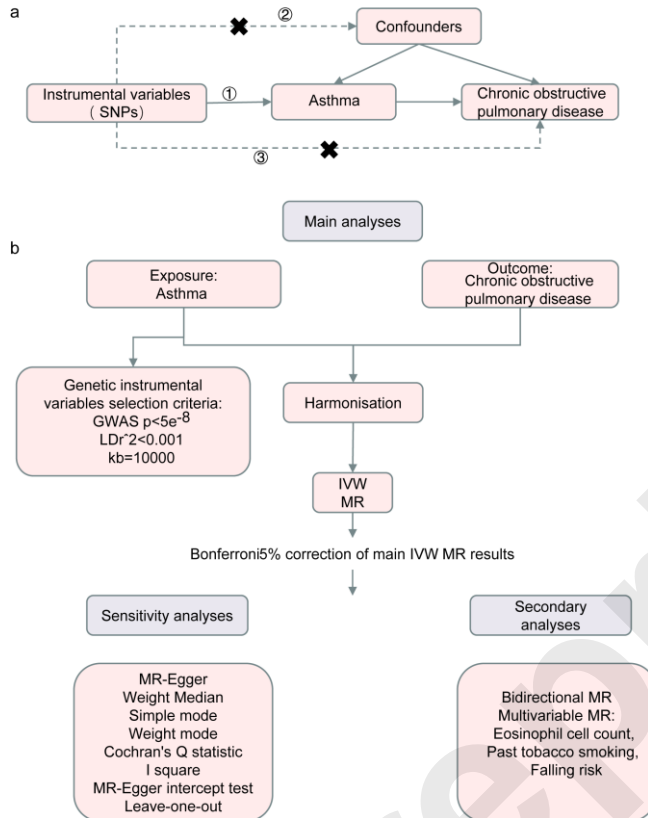 a
②
Confounders
Instrumental variables
( SNPs)
①
Asthma
Chronic obstructive
pulmonary disease
③
Main analyses
b
Exposure:
Asthma
Outcome:
Chronic obstructive
pulmonary disease
Genetic instrumental
variables selection criteria:
GWAS p<5e-8
LDr^2<0.001
kb=10000
Harmonisation
IVW
MR
Bonferroni5% correction of main IVW MR results
Sensitivity analyses
Secondary
analyses
MR-Egger
Weight Median
Simple mode
Weight mode
Cochran's Q statistic
I square
MR-Egger intercept test
Leave-one-out
Bidirectional MR
Multivariable MR:
Eosinophil cell count,
Past tobacco smoking,
Falling risk